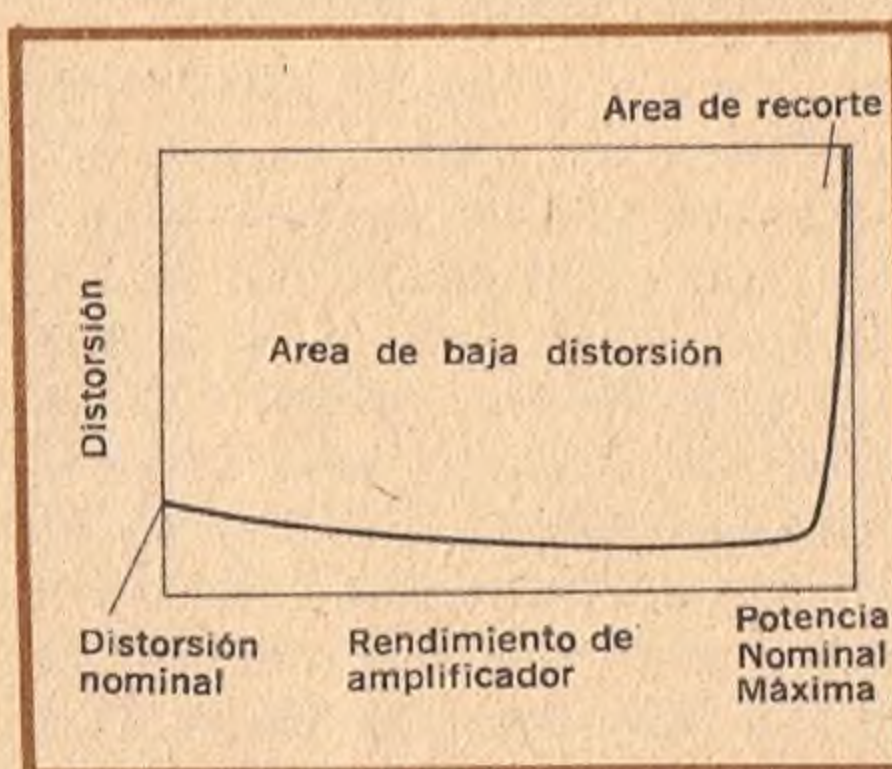 Area de recorte
Distorsión
Area de baja distorsión
Distorsión
nominal
Rendimiento de
amplificador
Potencia
Nominal
Máxima